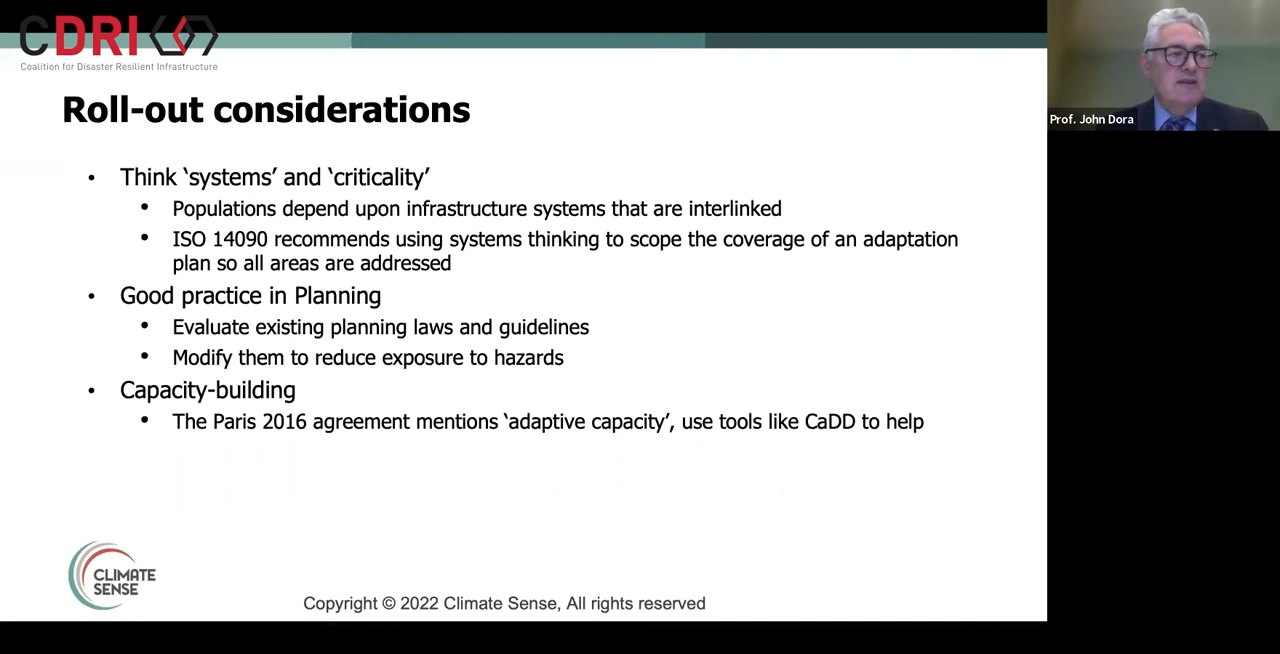 CDRI
Coalition for Disaster Resilient Infrastructure
Prof. John Dora
Roll-out considerations
• Think ‘systems’ and ‘criticality’
• Populations depend upon infrastructure systems that are interlinked
• ISO 14090 recommends using systems thinking to scope the coverage of an adaptation
plan so all areas are addressed
• Good practice in Planning
• Evaluate existing planning laws and guidelines
• Modify them to reduce exposure to hazards
• Capacity-building
• The Paris 2016 agreement mentions ‘adaptive capacity’, use tools like CaDD to help
CLIMATE
SENSE
Copyright © 2022 Climate Sense, All rights reserved